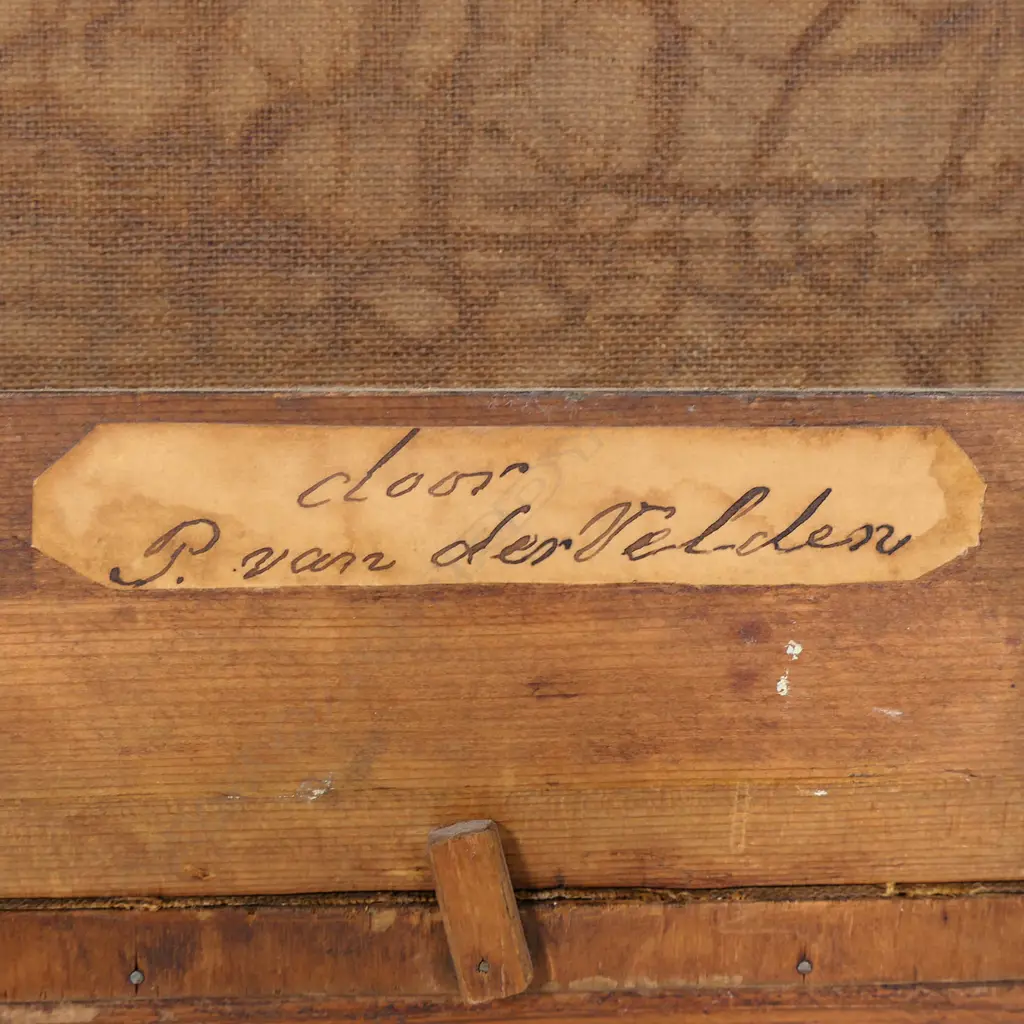 door
P. van der Velden